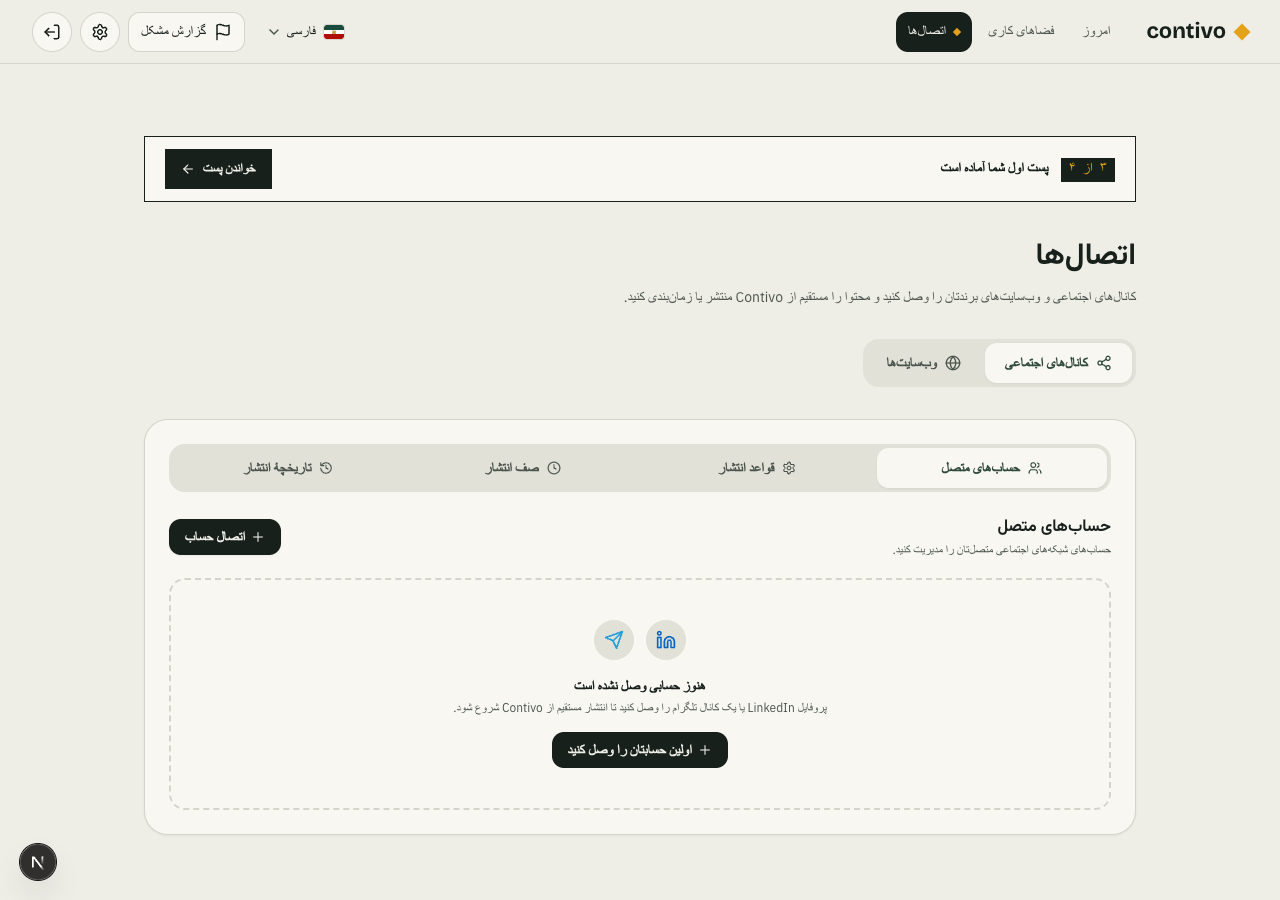 contivo
امروز
فضاهای کاری
اتصال‌ها
فارسی
گزارش مشکل
۳ از ۴
پست اول شما آماده است
خواندن پست
اتصال‌ها
کانال‌های اجتماعی و وب‌سایت‌های برندتان را وصل کنید و محتوا را مستقیم از Contivo منتشر یا زمان‌بندی کنید.
کانال‌های اجتماعی
وب‌سایت‌ها
حساب‌های متصل
قواعد انتشار
صف انتشار
تاریخچهٔ انتشار
حساب‌های متصل
اتصال حساب
حساب‌های شبکه‌های اجتماعی متصل‌تان را مدیریت کنید.
هنوز حسابی وصل نشده است
پروفایل LinkedIn یا یک کانال تلگرام را وصل کنید تا انتشار مستقیم از Contivo شروع شود.
اولین حسابتان را وصل کنید
N